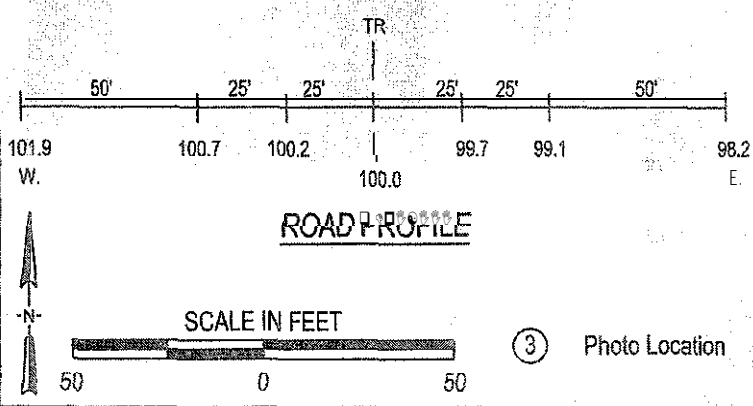 TR
50' 25' 25' 25' 25' 50'
101.9 100.7 100.2 100.0 99.7 99.1 98.2
W. E.
ROAD PROFILE
-N-
SCALE IN FEET
50 0 50
3 Photo Location